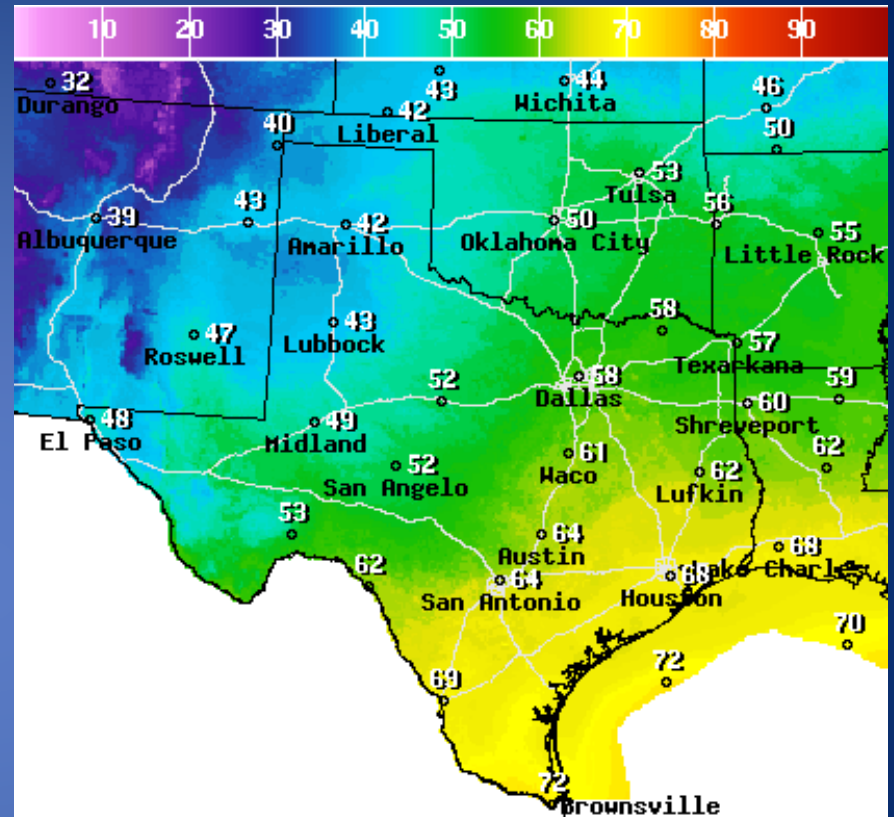 10 20 30 40 50 60 70 80 90
32
Durango
43
44
Wichita
46
42
Liberal
40
50
53
Tulsa
39
Albuquerque
43
42
Amarillo
50
Oklahoma City
56
55
Little Rock
47
Roswell
43
Lubbock
58
57
Texarkana
58
Dallas
52
59
60
Shreveport
48
El Paso
49
Midland
52
San Angelo
61
Waco
62
Lufkin
62
53
64
Austin
68
Lake Charles
62
64
San Antonio
68
Houston
70
72
69
72
Brownsville